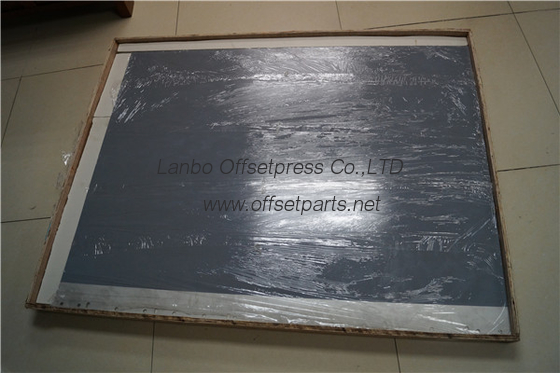 Lanbo Offsetpress Co.,LTD
www.offsetparts.net